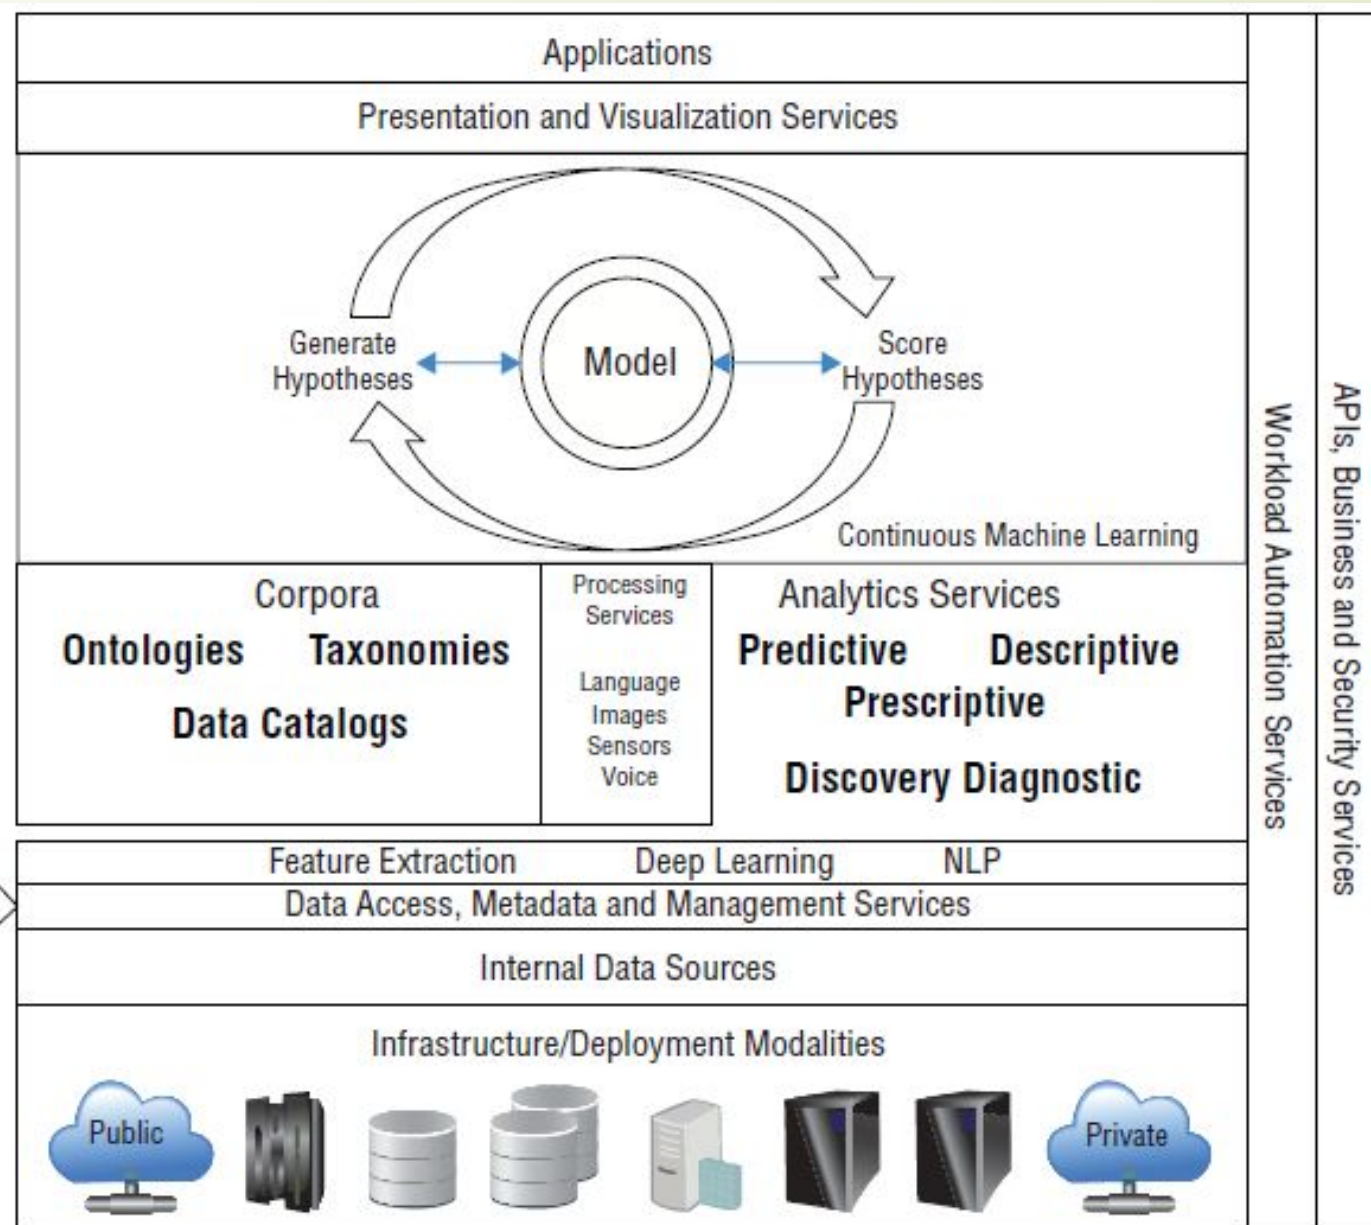 Applications
Presentation and Visualization Services
Generate
Hypotheses
Model
Score
Hypotheses
Continuous Machine Learning
Corpora
Ontologies Taxonomies
Data Catalogs
Processing
Services
Language
Images
Sensors
Voice
Analytics Services
Predictive Descriptive
Prescriptive
Discovery Diagnostic
Feature Extraction Deep Learning NLP
Data Access, Metadata and Management Services
Internal Data Sources
Infrastructure/Deployment Modalities
Public
Private
Workload Automation Services
APIs, Business and Security Services